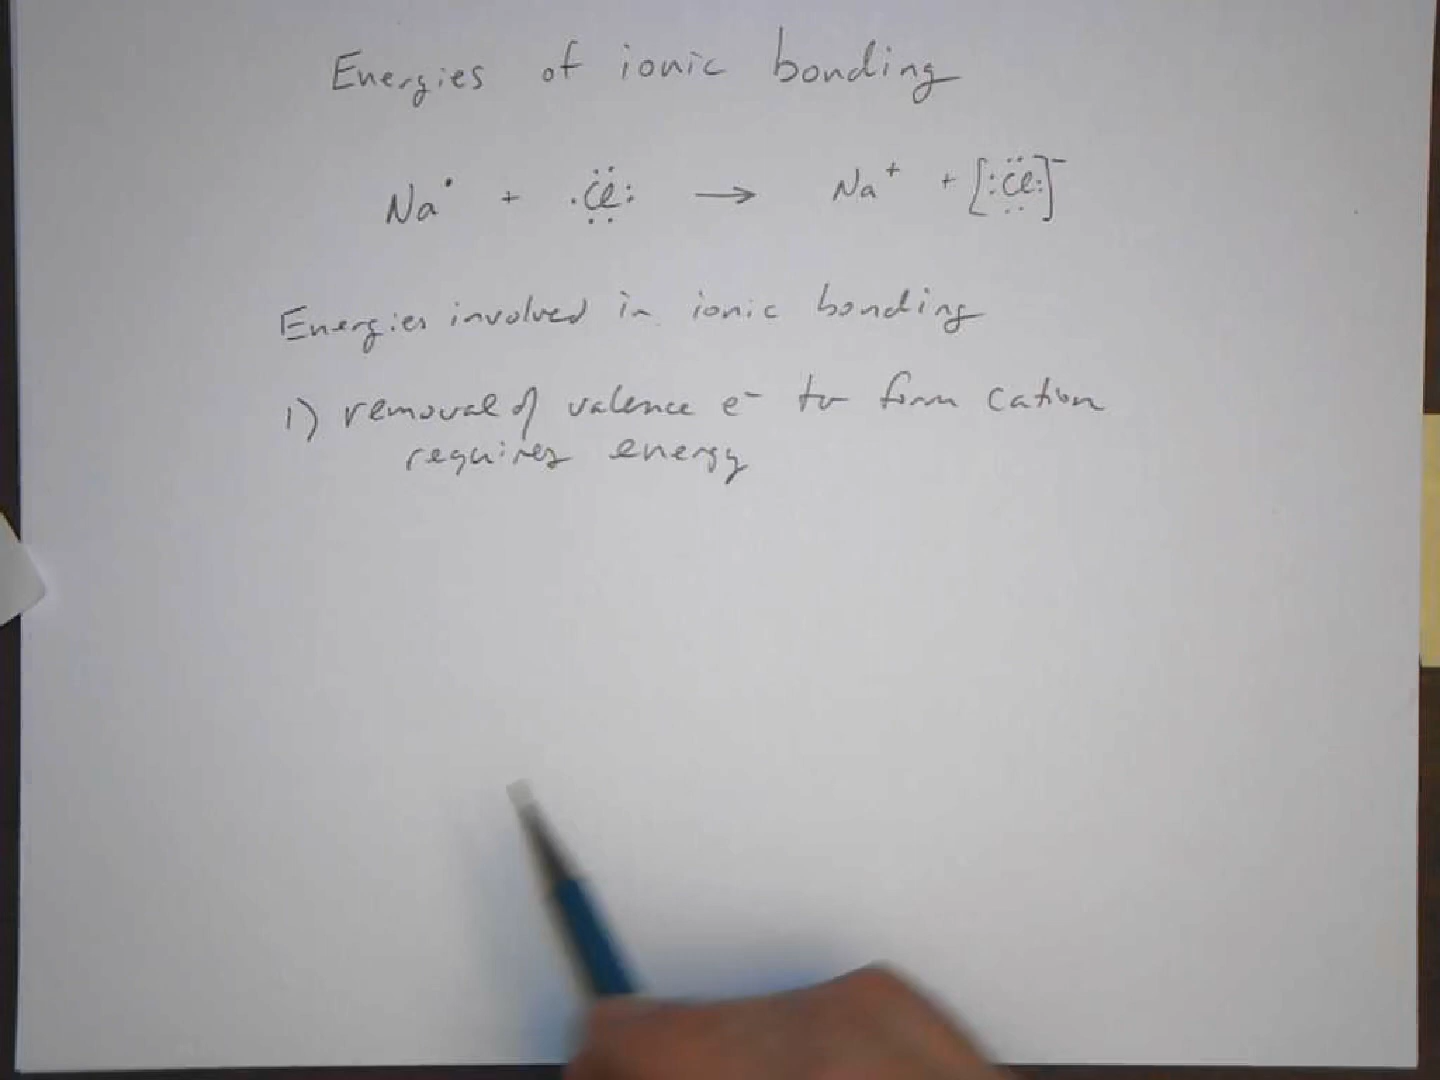 Energies of ionic bonding
Na· + ·C̈l̤: → Na⁺ + [:C̈l̤:]⁻
Energies involved in ionic bonding
1) removal of valence e⁻ to form cation
requires energy